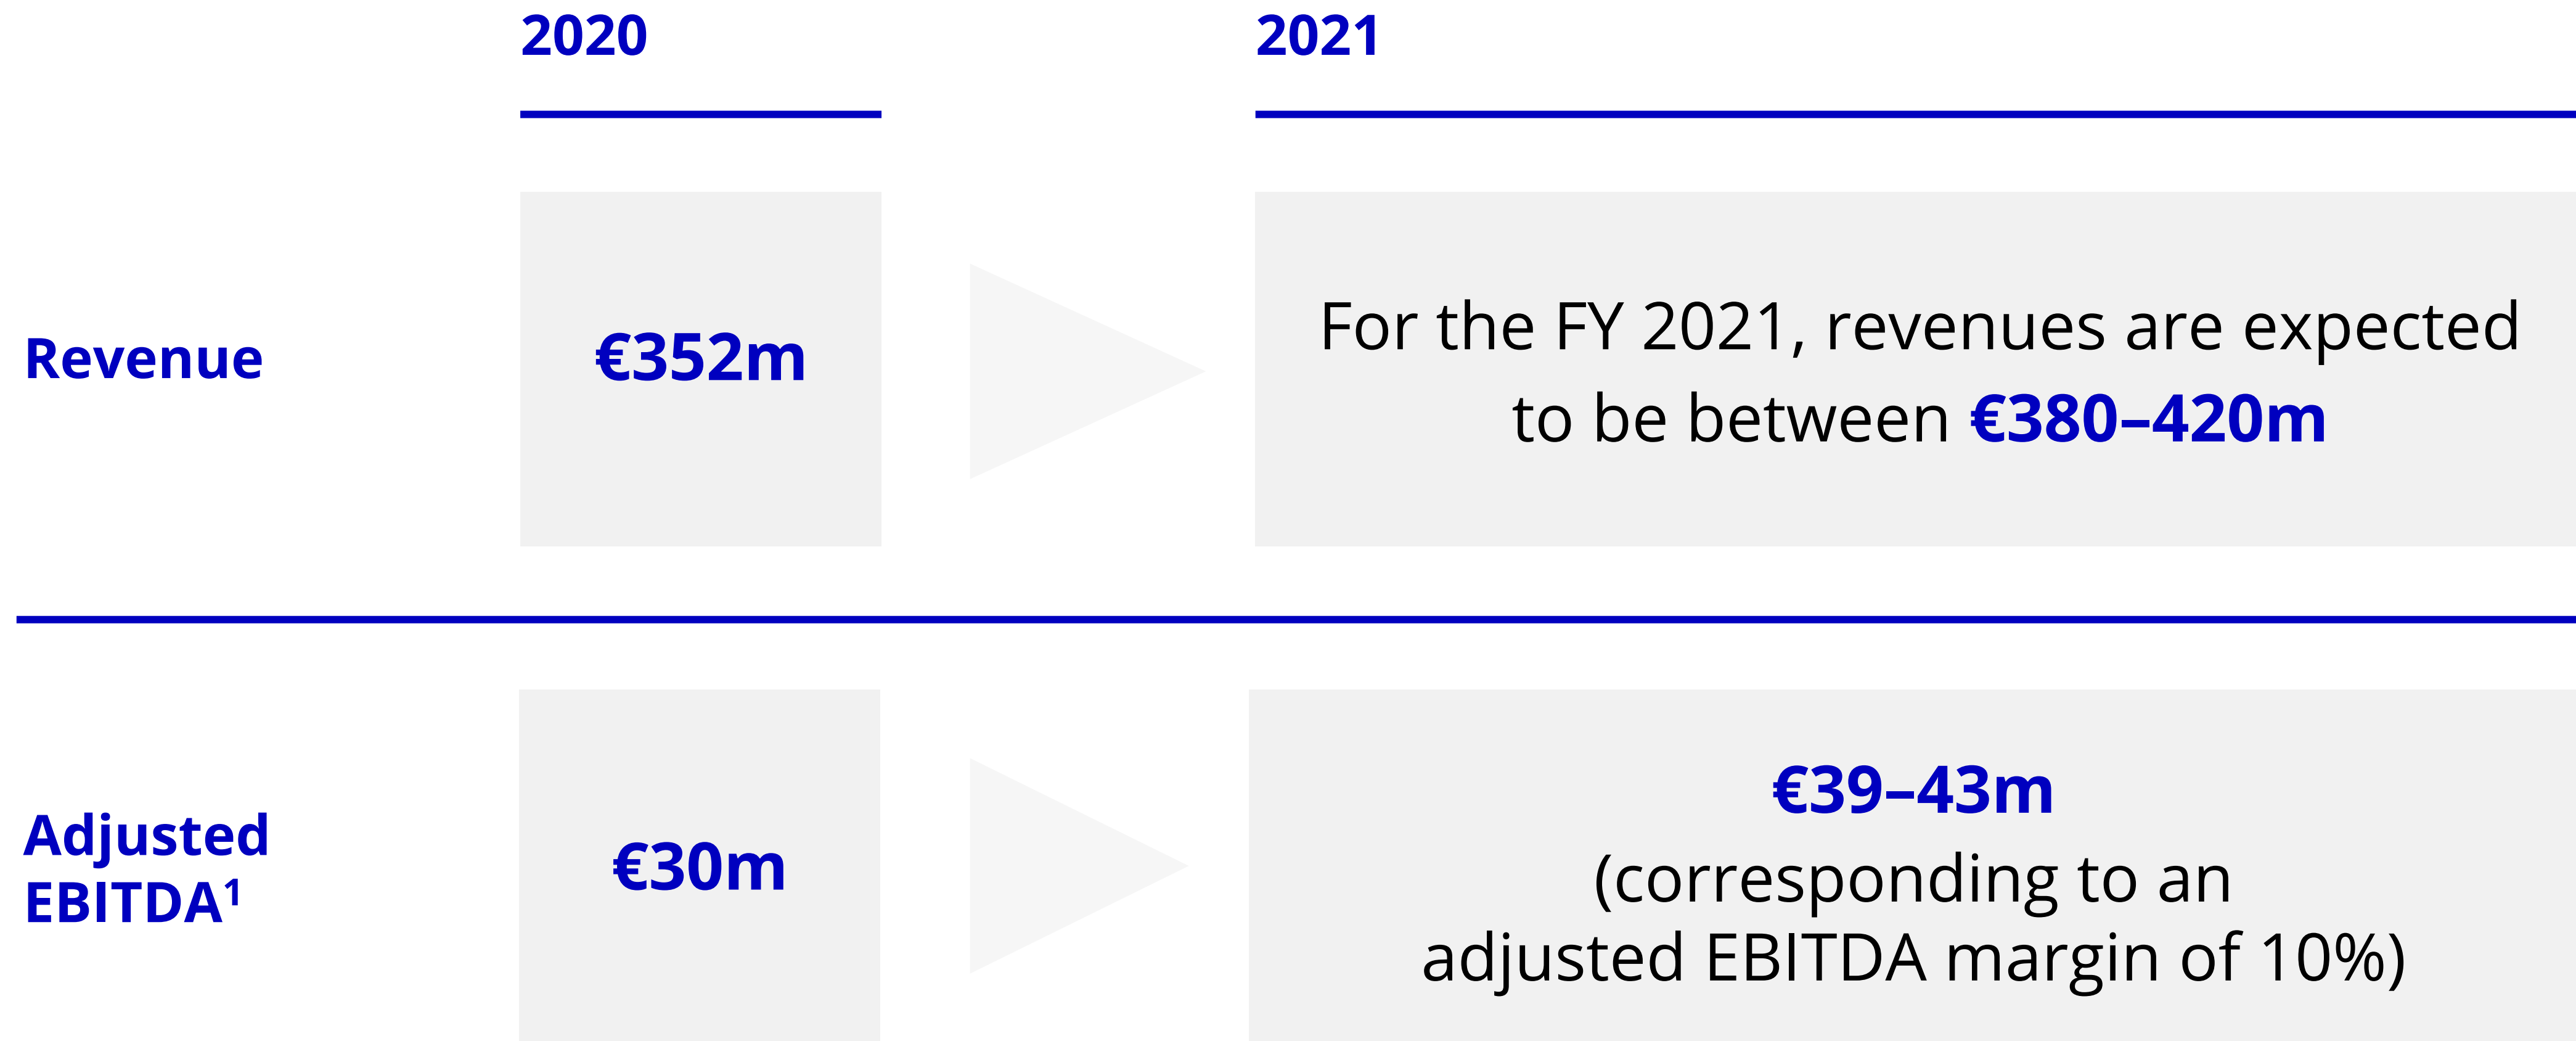 2020
2021
Revenue
€352m
For the FY 2021, revenues are expected
to be between €380–420m
Adjusted
EBITDA¹
€30m
€39–43m
(corresponding to an
adjusted EBITDA margin of 10%)